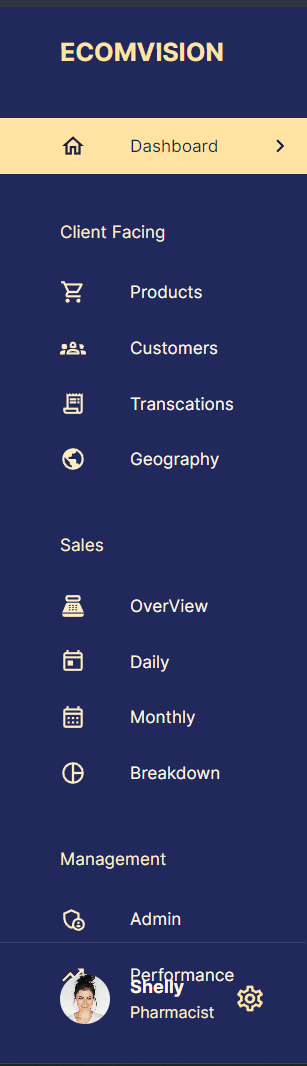 ECOMVISION
Dashboard
Client Facing
Products
Customers
Transcations
Geography
Sales
OverView
Daily
Monthly
Breakdown
Management
Admin
Performance
Shelly
Pharmacist